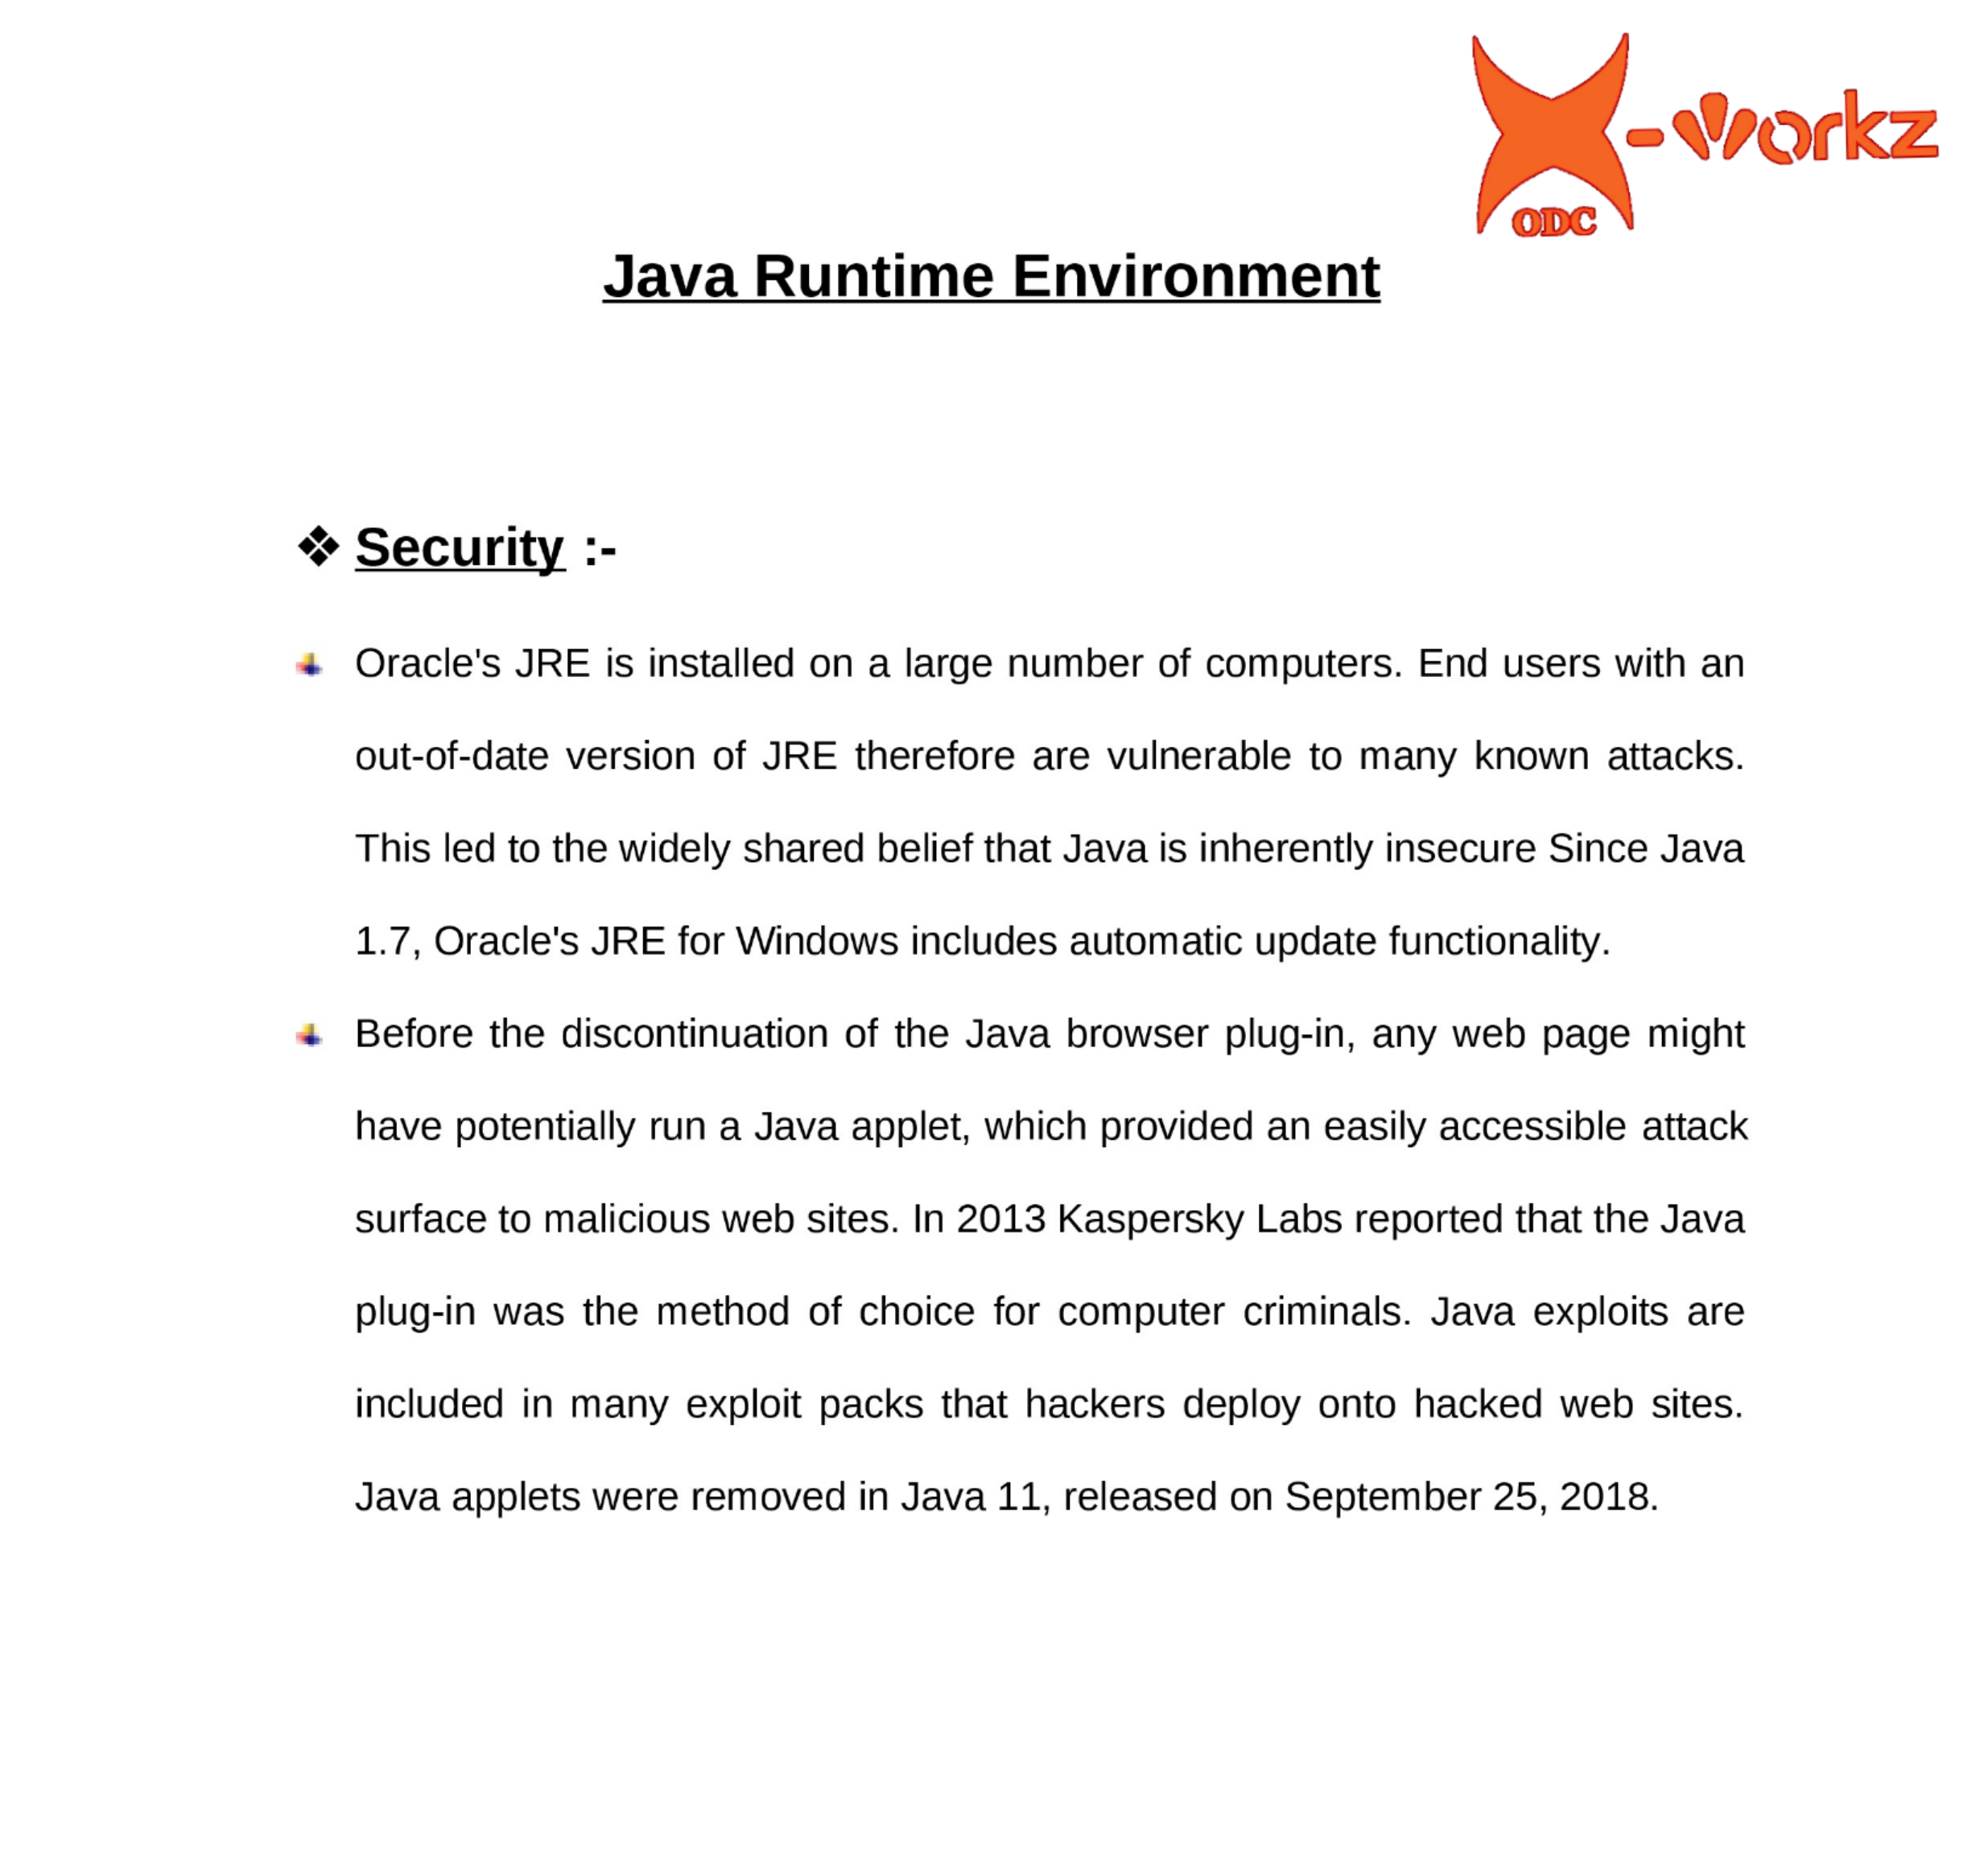 X-workz
ODC
Java Runtime Environment
❖ Security :-
Oracle's JRE is installed on a large number of computers. End users with an
out-of-date version of JRE therefore are vulnerable to many known attacks.
This led to the widely shared belief that Java is inherently insecure Since Java
1.7, Oracle's JRE for Windows includes automatic update functionality.
Before the discontinuation of the Java browser plug-in, any web page might
have potentially run a Java applet, which provided an easily accessible attack
surface to malicious web sites. In 2013 Kaspersky Labs reported that the Java
plug-in was the method of choice for computer criminals. Java exploits are
included in many exploit packs that hackers deploy onto hacked web sites.
Java applets were removed in Java 11, released on September 25, 2018.